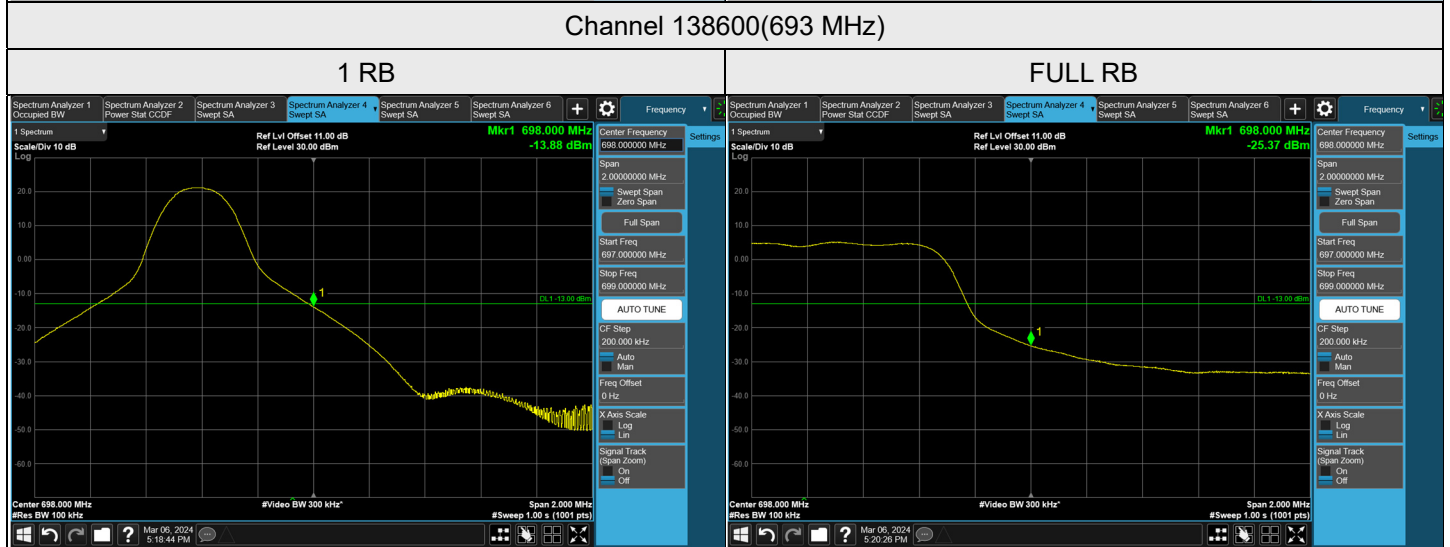 Channel 138600(693 MHz)
1 RB
FULL RB
Spectrum Analyzer 1
Occupied BW
Spectrum Analyzer 2
Power Stat CCDF
Spectrum Analyzer 3
Swept SA
Spectrum Analyzer 4
Swept SA
Spectrum Analyzer 5
Swept SA
Spectrum Analyzer 6
Swept SA
+
Frequency
1 Spectrum
Scale/Div 10 dB
Log
Ref Lvl Offset 11.00 dB
Ref Level 30.00 dBm
Mkr1 698.000 MHz
-13.88 dBm
20.0
10.0
0.00
-10.0
-20.0
-30.0
-40.0
-50.0
-60.0
1
DL1 -13.00 dBm
Center 698.000 MHz
#Res BW 100 kHz
#Video BW 300 kHz*
Span 2.000 MHz
#Sweep 1.00 s (1001 pts)
Center Frequency
698.000000 MHz
Settings
Span
2.00000000 MHz
Swept Span
Zero Span
Full Span
Start Freq
697.000000 MHz
Stop Freq
699.000000 MHz
AUTO TUNE
CF Step
200.000 kHz
Auto
Man
Freq Offset
0 Hz
X Axis Scale
Log
Lin
Signal Track
(Span Zoom)
On
Off
?
Mar 06, 2024
5:18:44 PM
Spectrum Analyzer 1
Occupied BW
Spectrum Analyzer 2
Power Stat CCDF
Spectrum Analyzer 3
Swept SA
Spectrum Analyzer 4
Swept SA
Spectrum Analyzer 5
Swept SA
Spectrum Analyzer 6
Swept SA
+
Frequency
1 Spectrum
Scale/Div 10 dB
Log
Ref Lvl Offset 11.00 dB
Ref Level 30.00 dBm
Mkr1 698.000 MHz
-25.37 dBm
20.0
10.0
0.00
-10.0
-20.0
-30.0
-40.0
-50.0
-60.0
1
DL1 -13.00 dBm
Center 698.000 MHz
#Res BW 100 kHz
#Video BW 300 kHz*
Span 2.000 MHz
#Sweep 1.00 s (1001 pts)
Center Frequency
698.000000 MHz
Settings
Span
2.00000000 MHz
Swept Span
Zero Span
Full Span
Start Freq
697.000000 MHz
Stop Freq
699.000000 MHz
AUTO TUNE
CF Step
200.000 kHz
Auto
Man
Freq Offset
0 Hz
X Axis Scale
Log
Lin
Signal Track
(Span Zoom)
On
Off
?
Mar 06, 2024
5:20:26 PM